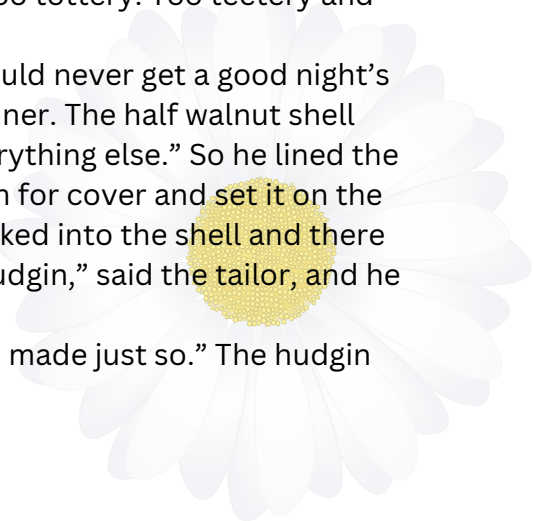 so tottery. Too teetery and
uld never get a good night’s
ner. The half walnut shell
rything else.” So he lined the
n for cover and set it on the
ked into the shell and there
udgin,” said the tailor, and he
made just so.” The hudgin